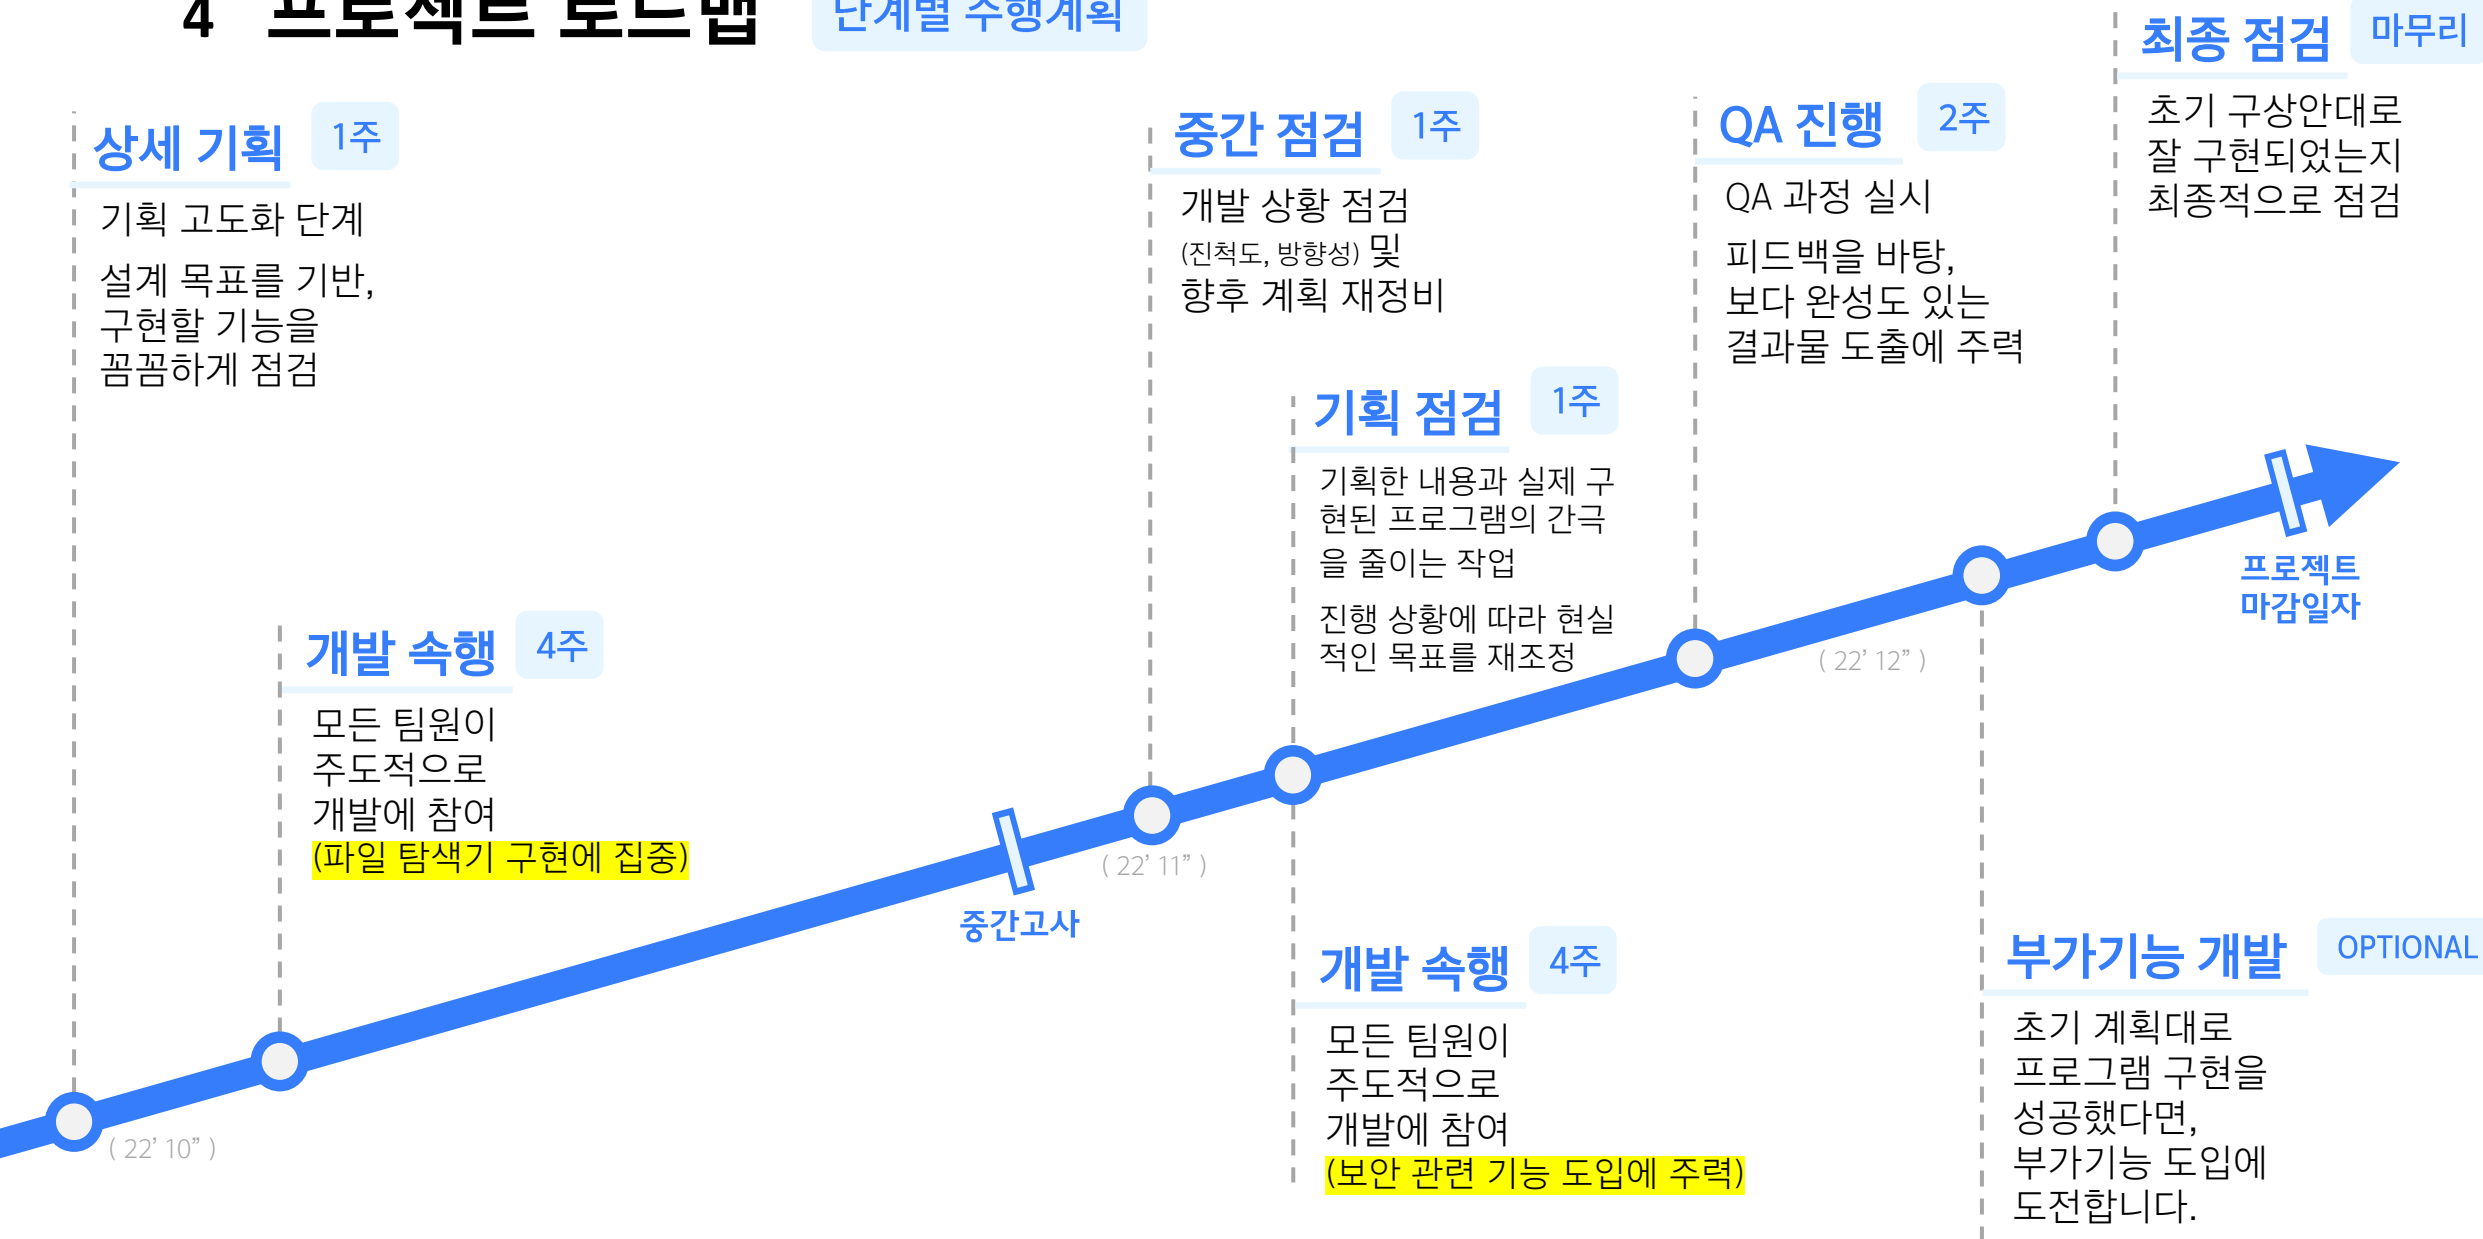 4 프로젝트 로드맵 단계별 수행계획
상세 기획 1주
기획 고도화 단계
설계 목표를 기반,
구현할 기능을
꼼꼼하게 점검
개발 속행 4주
모든 팀원이
주도적으로
개발에 참여
(파일 탐색기 구현에 집중)
( 22’ 10” )
중간고사
중간 점검 1주
개발 상황 점검
(진척도, 방향성) 및
향후 계획 재정비
( 22’ 11” )
기획 점검 1주
기획한 내용과 실제 구
현된 프로그램의 간극
을 줄이는 작업
진행 상황에 따라 현실
적인 목표를 재조정
개발 속행 4주
모든 팀원이
주도적으로
개발에 참여
(보안 관련 기능 도입에 주력)
QA 진행 2주
QA 과정 실시
피드백을 바탕,
보다 완성도 있는
결과물 도출에 주력
( 22’ 12” )
부가기능 개발 OPTIONAL
초기 계획대로
프로그램 구현을
성공했다면,
부가기능 도입에
도전합니다.
최종 점검 마무리
초기 구상안대로
잘 구현되었는지
최종적으로 점검
프로젝트
마감일자